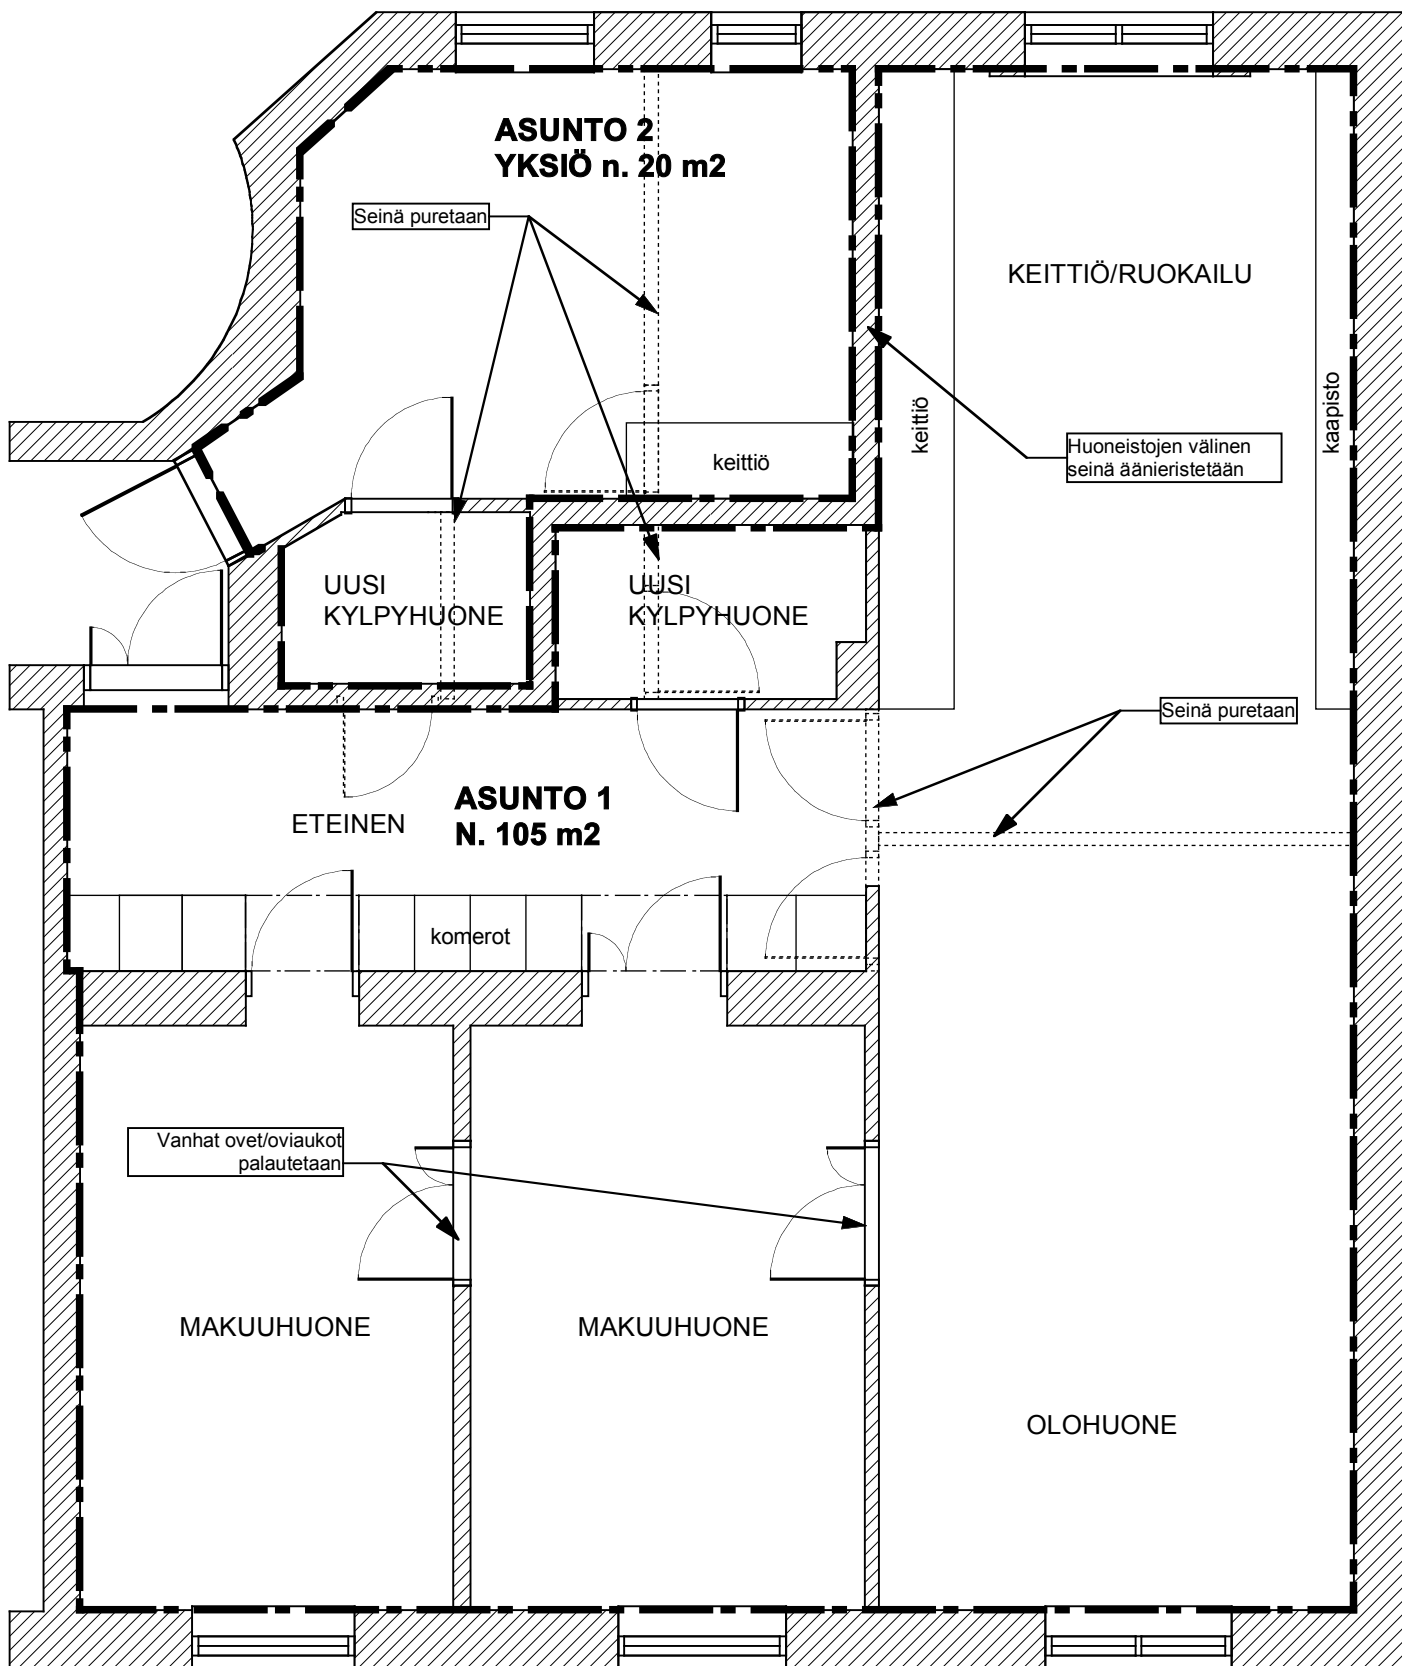 ASUNTO 2
YKSIÖ n. 20 m2
Seinä puretaan
KEITTIÖ/RUOKAILU
keittiö
kaapisto
Huoneistojen välinen
seinä äänieristetään
keittiö
UUSI
KYLPYHUONE
UUSI
KYLPYHUONE
Seinä puretaan
ASUNTO 1
N. 105 m2
ETEINEN
komerot
Vanhat ovet/oviaukot
palautetaan
MAKUUHUONE
MAKUUHUONE
OLOHUONE